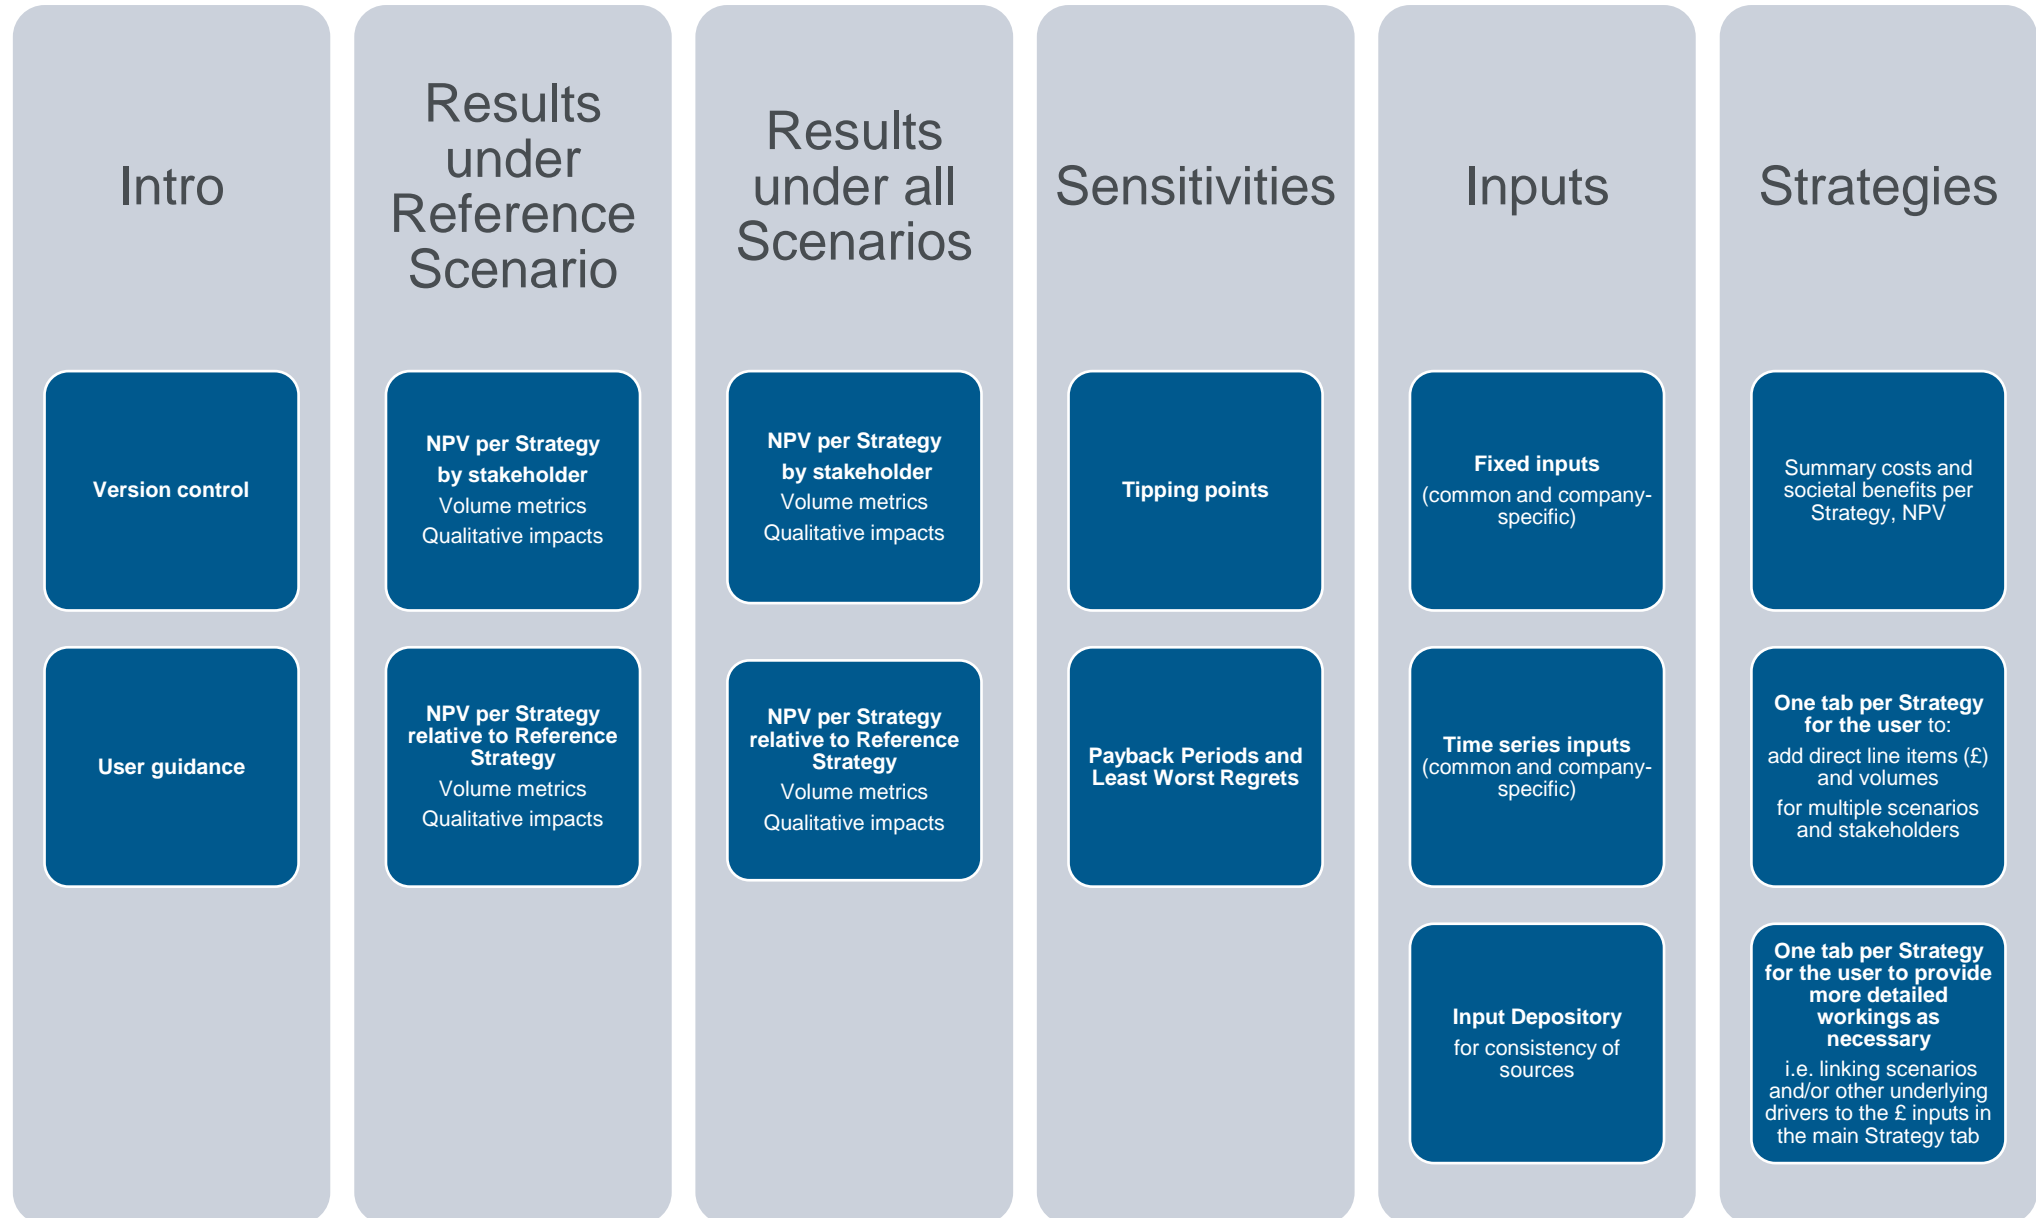 Intro
Version control
User guidance
Results
under
Reference
Scenario
NPV per Strategy
by stakeholder
Volume metrics
Qualitative impacts
NPV per Strategy
relative to Reference
Strategy
Volume metrics
Qualitative impacts
Results
under all
Scenarios
NPV per Strategy
by stakeholder
Volume metrics
Qualitative impacts
NPV per Strategy
relative to Reference
Strategy
Volume metrics
Qualitative impacts
Sensitivities
Tipping points
Payback Periods and
Least Worst Regrets
Inputs
Fixed inputs
(common and company-
specific)
Time series inputs
(common and company-
specific)
Input Depository
for consistency of
sources
Strategies
Summary costs and
societal benefits per
Strategy, NPV
One tab per Strategy
for the user to:
add direct line items (£)
and volumes
for multiple scenarios
and stakeholders
One tab per Strategy
for the user to provide
more detailed
workings as
necessary
i.e. linking scenarios
and/or other underlying
drivers to the £ inputs in
the main Strategy tab